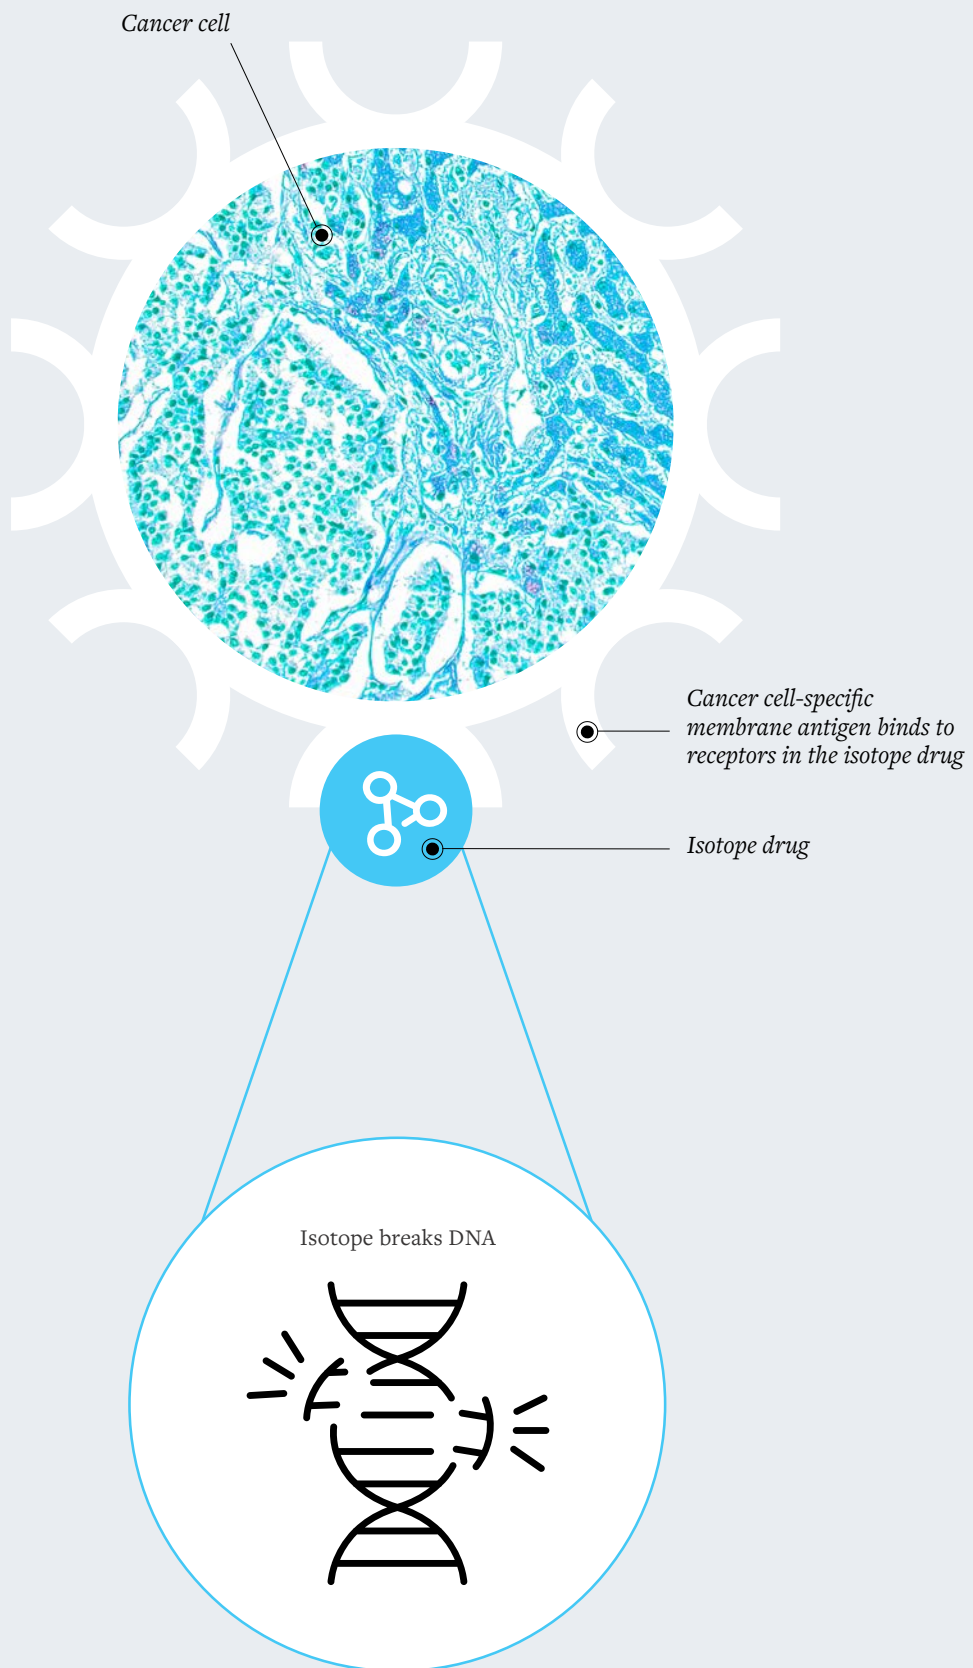 Cancer cell
Cancer cell-specific
membrane antigen binds to
receptors in the isotope drug
Isotope drug
Isotope breaks DNA